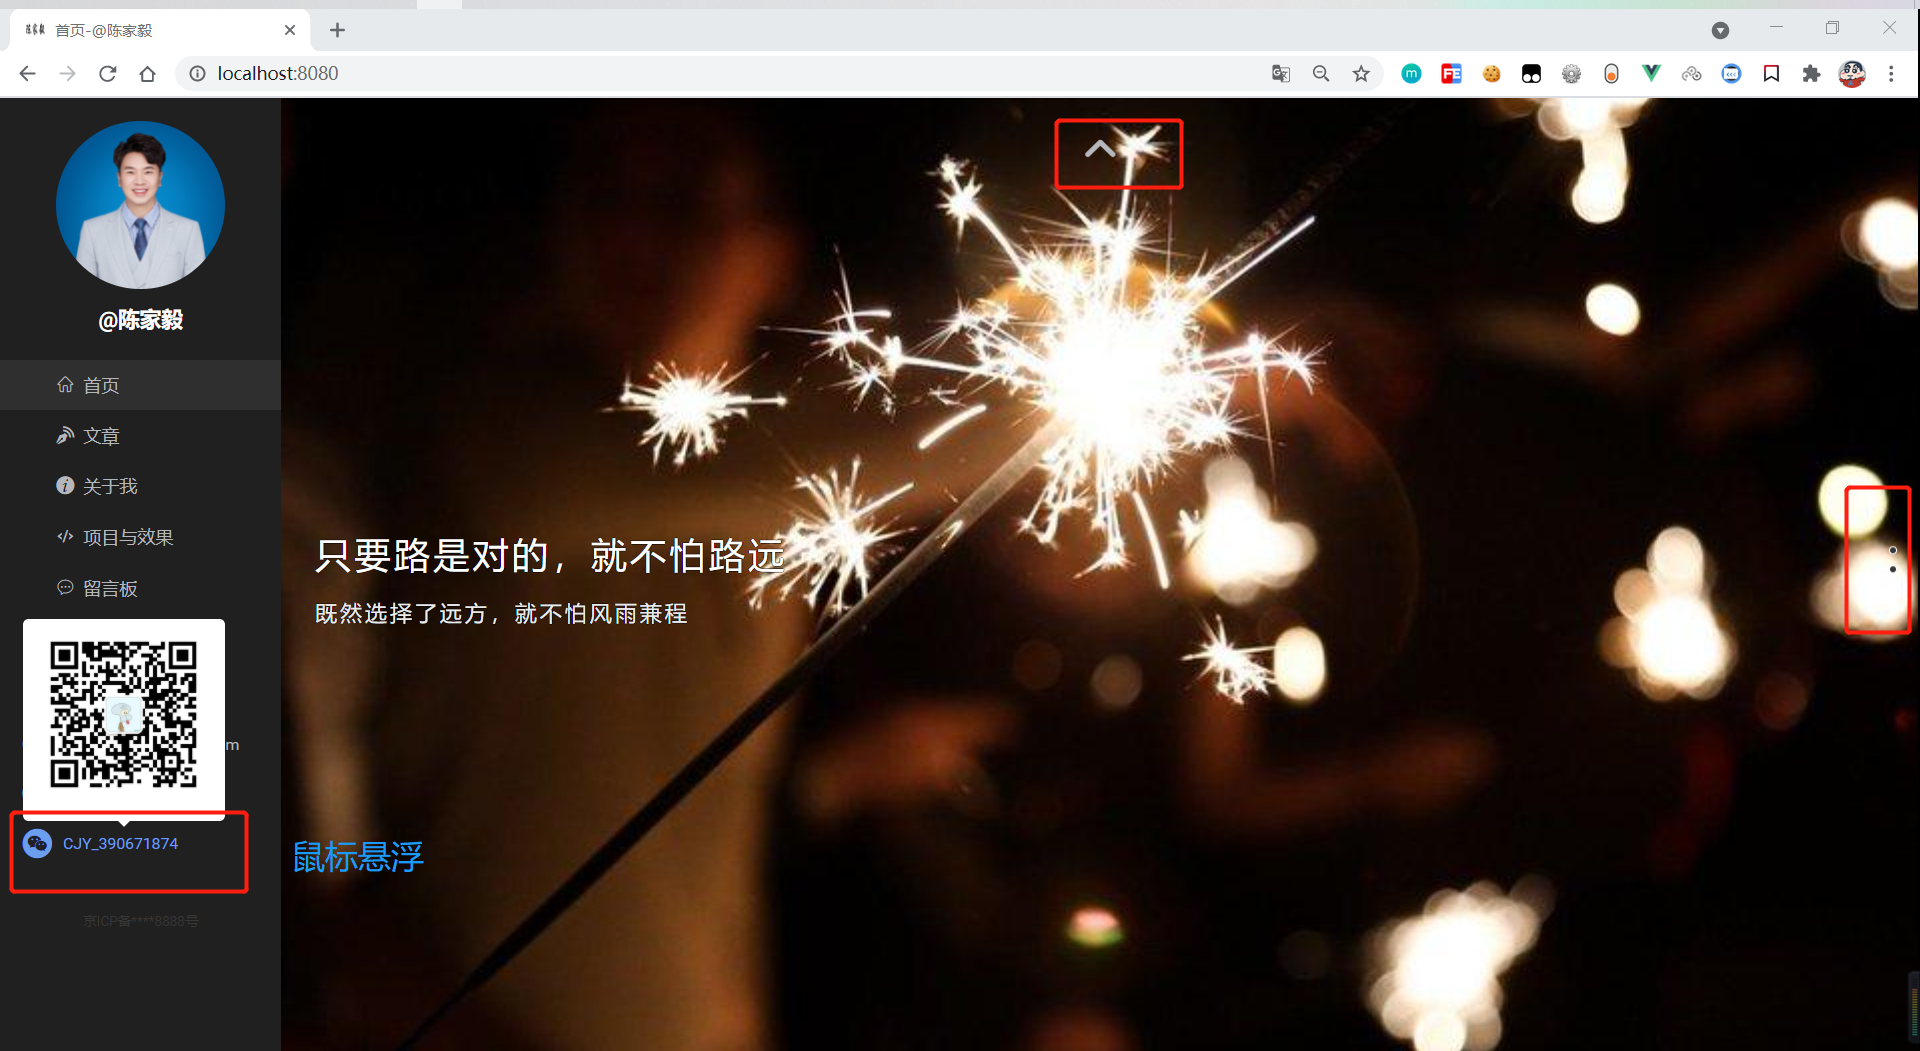 首页-@陈家毅
localhost:8080
@陈家毅
首页
文章
关于我
项目与效果
留言板
m
CJY_390671874
京ICP备****8888号
只要路是对的，就不怕路远
既然选择了远方，就不怕风雨兼程
鼠标悬浮